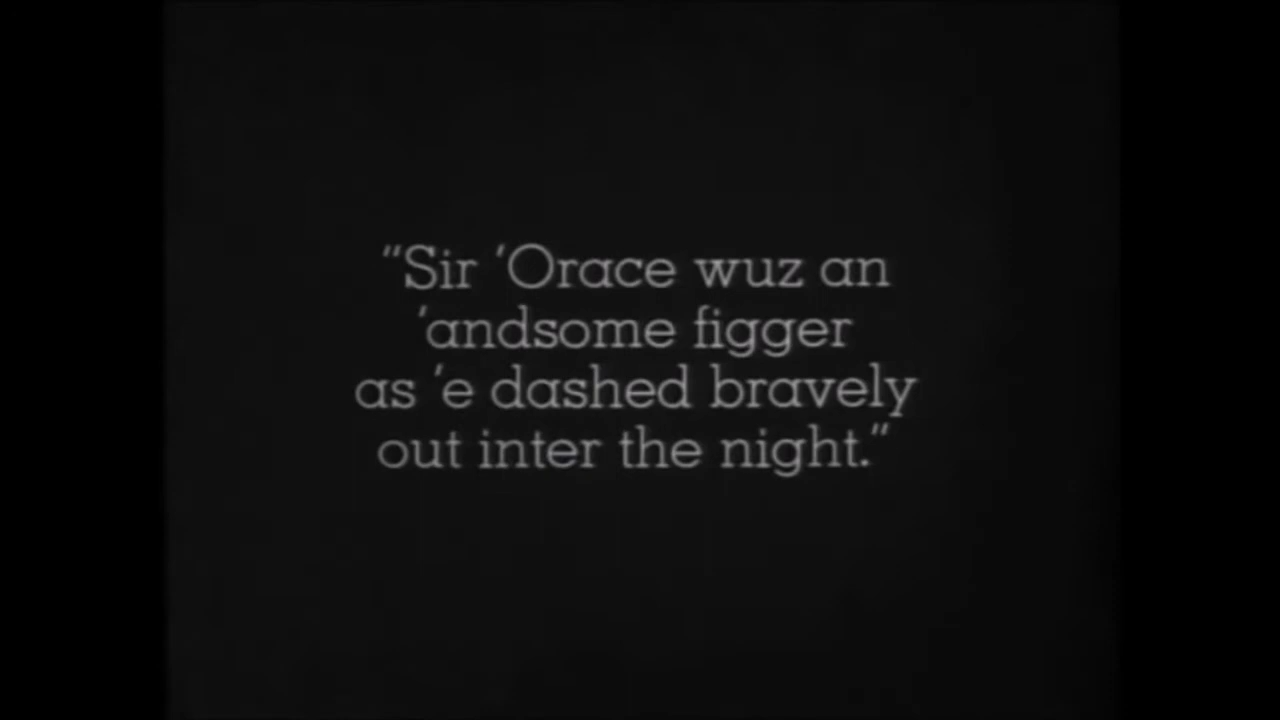 "Sir 'Orace wuz an
'andsome figger
as 'e dashed bravely
out inter the night."